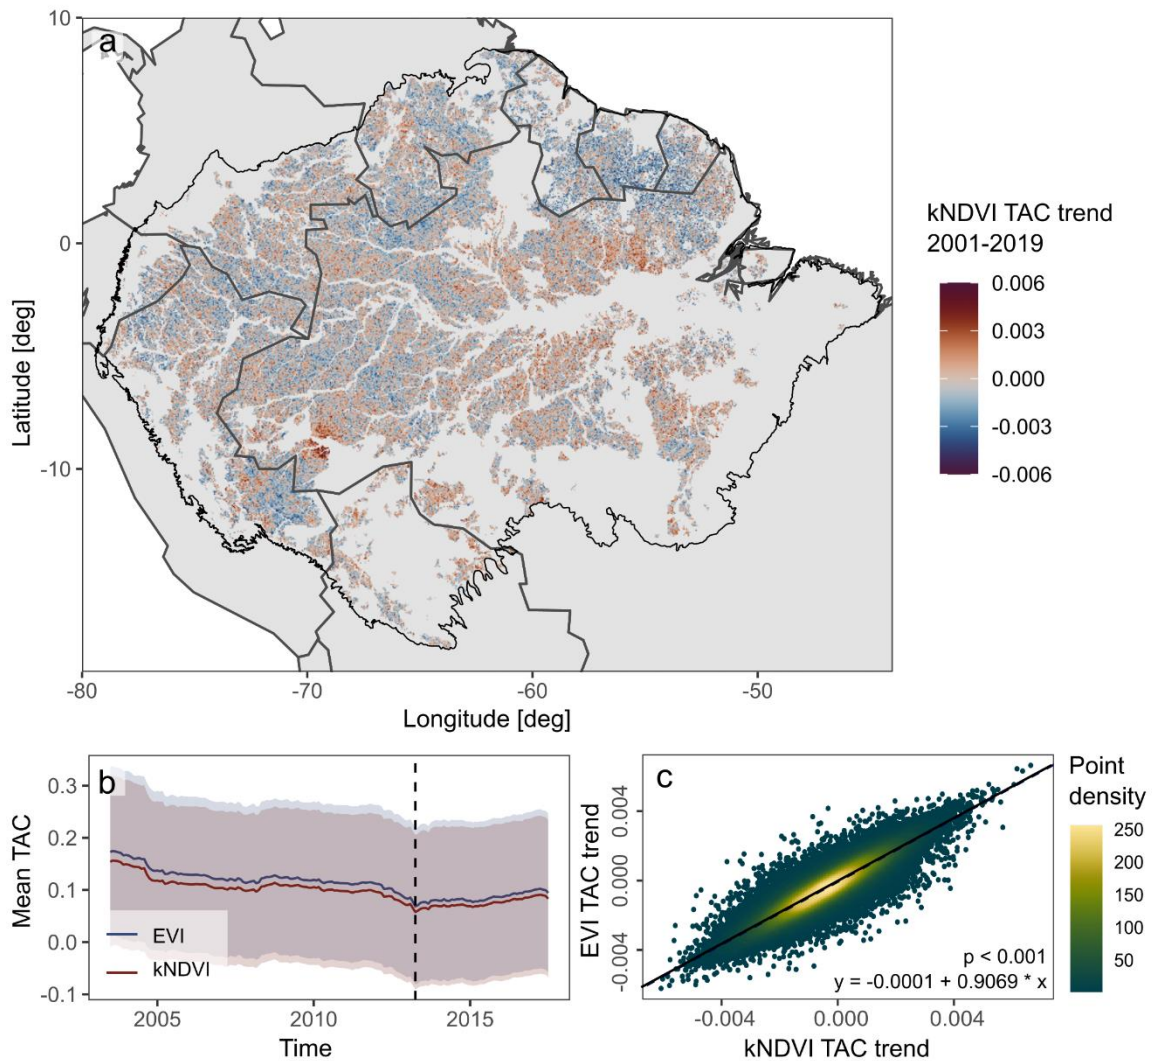 a
10
0
-10
Latitude [deg]
-80
-70
-60
-50
Longitude [deg]
kNDVI TAC trend
2001-2019
0.006
0.003
0.000
-0.003
-0.006
b
0.3
0.2
0.1
0.0
-0.1
Mean TAC
EVI
kNDVI
2005
2010
2015
Time
c
0.004
0.000
-0.004
EVI TAC trend
p < 0.001
y = -0.0001 + 0.9069 * x
-0.004
0.000
0.004
kNDVI TAC trend
Point
density
250
200
150
100
50